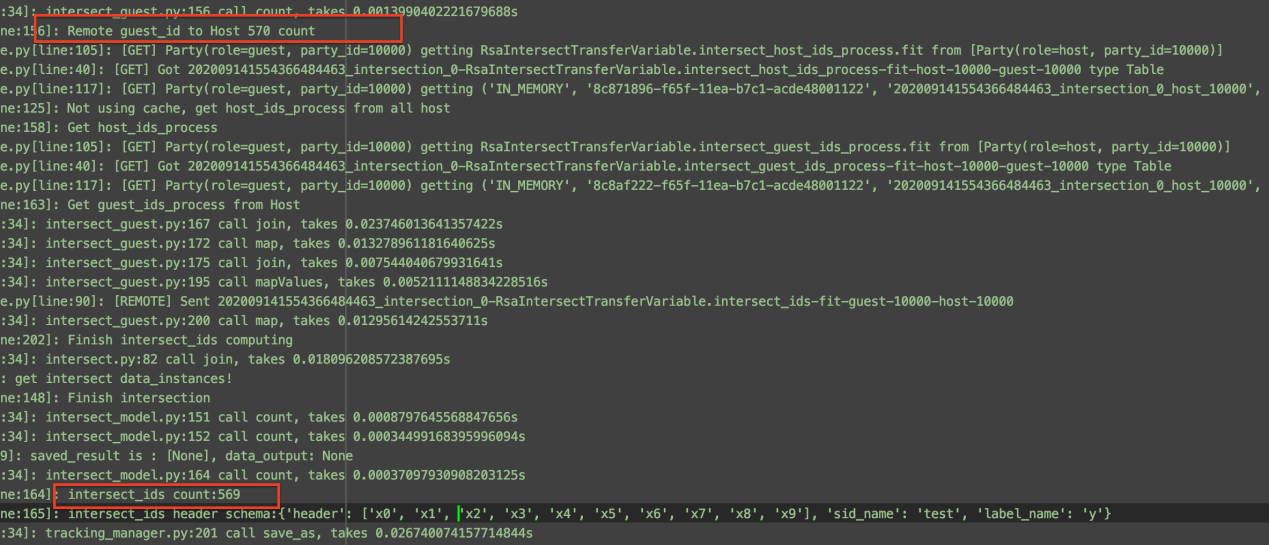 :34]: intersect_guest.py:156 call count, takes 0.0013990402221679688s
ne:156]: Remote guest_id to Host 570 count
e.py[line:105]: [GET] Party(role=guest, party_id=10000) getting RsaIntersectTransferVariable.intersect_host_ids_process.fit from [Party(role=host, party_id=10000)]
e.py[line:40]: [GET] Got 202009141554366484463_intersection_0-RsaIntersectTransferVariable.intersect_host_ids_process-fit-host-10000-guest-10000 type Table
e.py[line:117]: [GET] Party(role=guest, party_id=10000) getting ('IN_MEMORY', '8c871896-f65f-11ea-b7c1-acde48001122', '202009141554366484463_intersection_0_host_10000',
ne:125]: Not using cache, get host_ids_process from all host
ne:158]: Get host_ids_process
e.py[line:105]: [GET] Party(role=guest, party_id=10000) getting RsaIntersectTransferVariable.intersect_guest_ids_process.fit from [Party(role=host, party_id=10000)]
e.py[line:40]: [GET] Got 202009141554366484463_intersection_0-RsaIntersectTransferVariable.intersect_guest_ids_process-fit-host-10000-guest-10000 type Table
e.py[line:117]: [GET] Party(role=guest, party_id=10000) getting ('IN_MEMORY', '8c8af222-f65f-11ea-b7c1-acde48001122', '202009141554366484463_intersection_0_host_10000',
ne:163]: Get guest_ids_process from Host
:34]: intersect_guest.py:167 call join, takes 0.023746013641357422s
:34]: intersect_guest.py:172 call map, takes 0.013278961181640625s
:34]: intersect_guest.py:175 call join, takes 0.007544040679931641s
:34]: intersect_guest.py:195 call mapValues, takes 0.0052111148834228516s
e.py[line:90]: [REMOTE] Sent 202009141554366484463_intersection_0-RsaIntersectTransferVariable.intersect_ids-fit-guest-10000-host-10000
:34]: intersect_guest.py:200 call map, takes 0.01295614242553711s
ne:202]: Finish intersect_ids computing
:34]: intersect.py:82 call join, takes 0.018096208572387695s
: get intersect data_instances!
ne:148]: Finish intersection
:34]: intersect_model.py:151 call count, takes 0.0008797645568847656s
:34]: intersect_model.py:152 call count, takes 0.00034499168395996094s
9]: saved_result is : [None], data_output: None
:34]: intersect_model.py:164 call count, takes 0.00037097930908203125s
ne:164]: intersect_ids count:569
ne:165]: intersect_ids header schema:{'header': ['x0', 'x1', 'x2', 'x3', 'x4', 'x5', 'x6', 'x7', 'x8', 'x9'], 'sid_name': 'test', 'label_name': 'y'}
:34]: tracking_manager.py:201 call save_as, takes 0.026740074157714844s